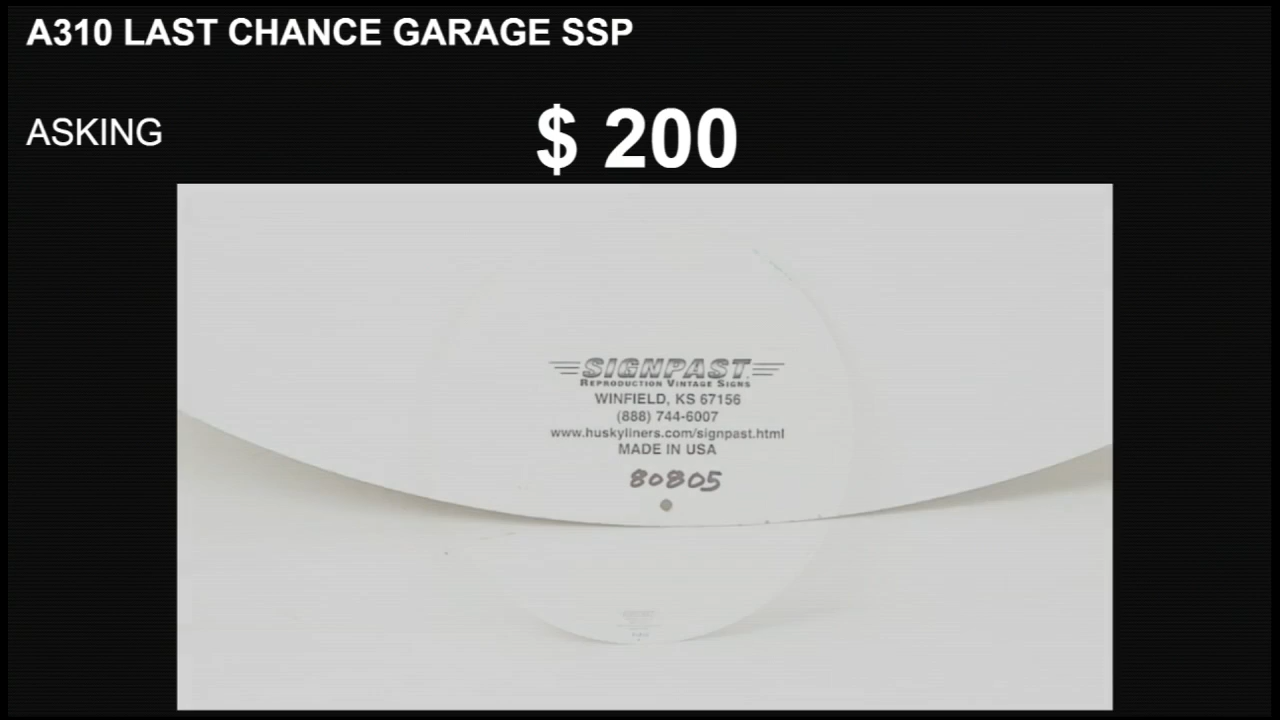 A310 LAST CHANCE GARAGE SSP
ASKING
$ 200
SIGNPAST
REPRODUCTION VINTAGE SIGNS
WINFIELD, KS 67156
(888) 744-6007
www.huskyliners.com/signpast.html
MADE IN USA
80805